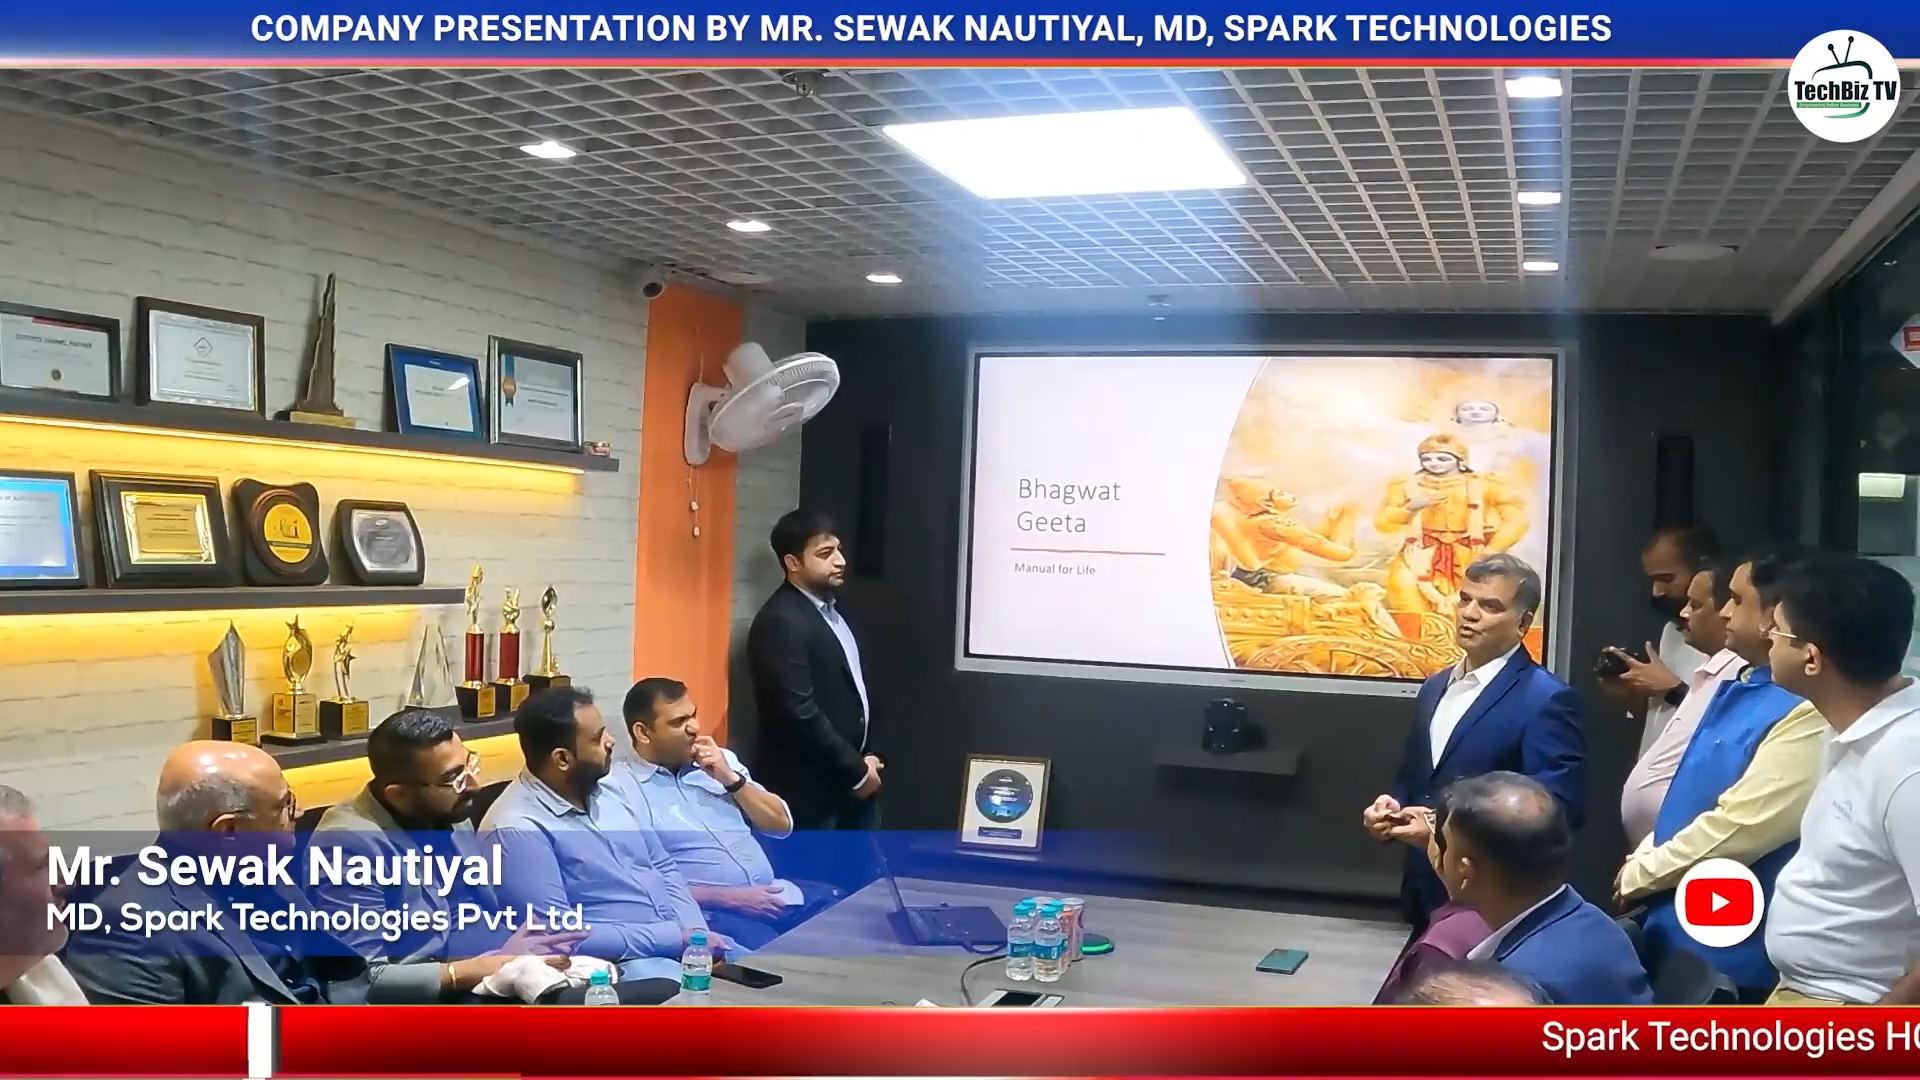 COMPANY PRESENTATION BY MR. SEWAK NAUTIYAL, MD, SPARK TECHNOLOGIES
TechBiz TV
Bhagwat
Geeta
Manual for Life
Mr. Sewak Nautiyal
MD, Spark Technologies Pvt Ltd.
Spark Technologies